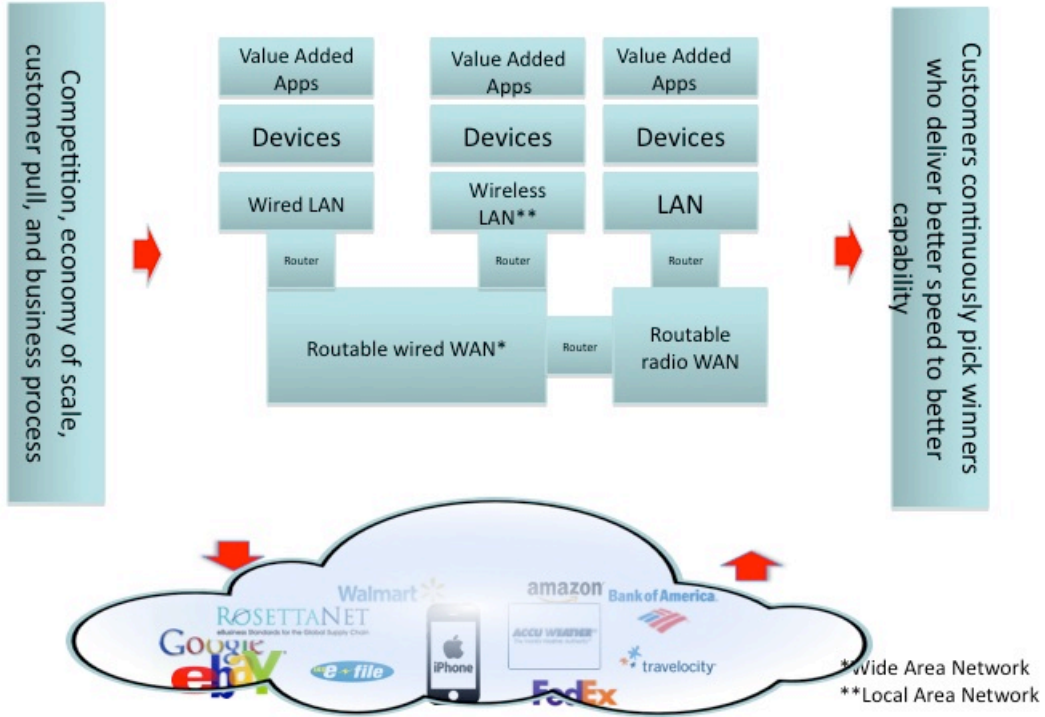 Competition, economy of scale,
customer pull, and business process
Value Added
Apps
Devices
Wired LAN
Router
Value Added
Apps
Devices
Wireless
LAN**
Router
Value Added
Apps
Devices
LAN
Router
Routable wired WAN*
Router
Routable
radio WAN
Customers continuously pick winners
who deliver better speed to better
capability
Walmart
amazon
Bank of America
ROSETTANET
eBusiness Standards for the Global Supply Chain
Google
ebay
e file
iPhone
ACCU WEATHER
travelocity
FedEx
*Wide Area Network
**Local Area Network